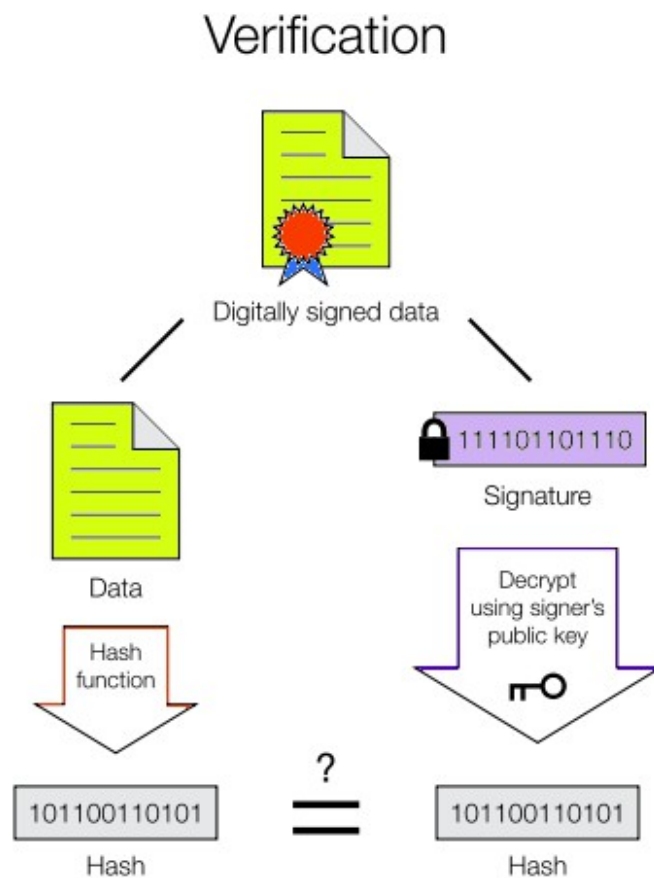 Verification
Digitally signed data
111101101110
Signature
Data
Decrypt
using signer's
public key
Hash
function
?
=
101100110101
101100110101
Hash
Hash